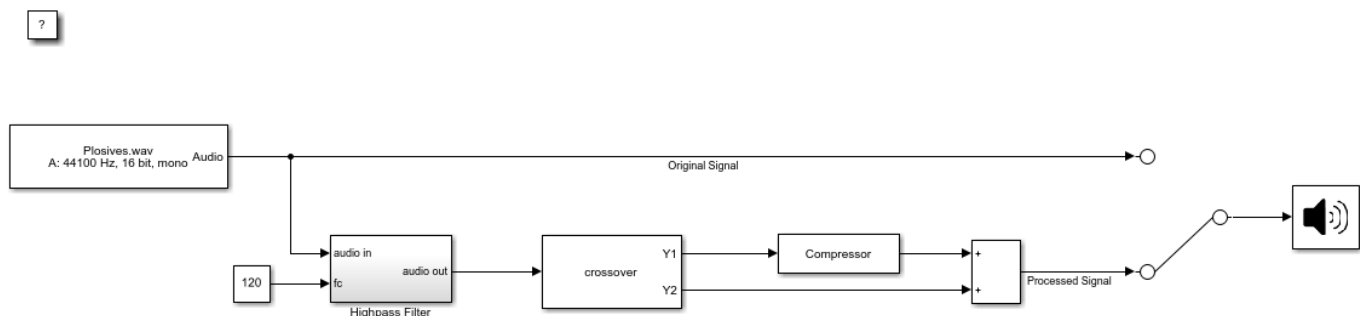 ?
Plosives.wav
A: 44100 Hz, 16 bit, mono
Audio
Original Signal
audio in
audio out
120
fc
Highpass Filter
crossover
Y1
Y2
Compressor
+
+
Processed Signal